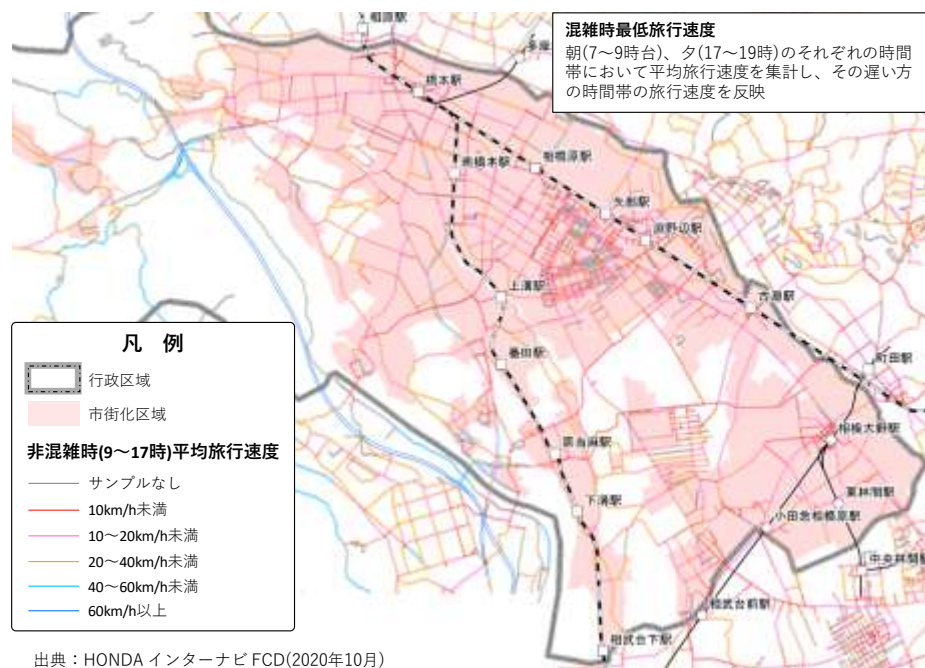 相原駅
多
混雑時最低旅行速度
朝(7～9時台)、夕(17～19時)のそれぞれの時間
帯において平均旅行速度を集計し、その遅い方
の時間帯の旅行速度を反映
橋本駅
南橋本駅
相模原駅
矢部駅
淵野辺駅
上溝駅
古淵駅
番田駅
町田駅
原当麻駅
相模大野駅
下溝駅
東林間駅
小田急相模原駅
中央林間駅
相武台前駅
相武台下駅
凡 例
行政区域
市街化区域
非混雑時(9～17時)平均旅行速度
サンプルなし
10km/h未満
10～20km/h未満
20～40km/h未満
40～60km/h未満
60km/h以上
出典：HONDA インターナビ FCD(2020年10月)